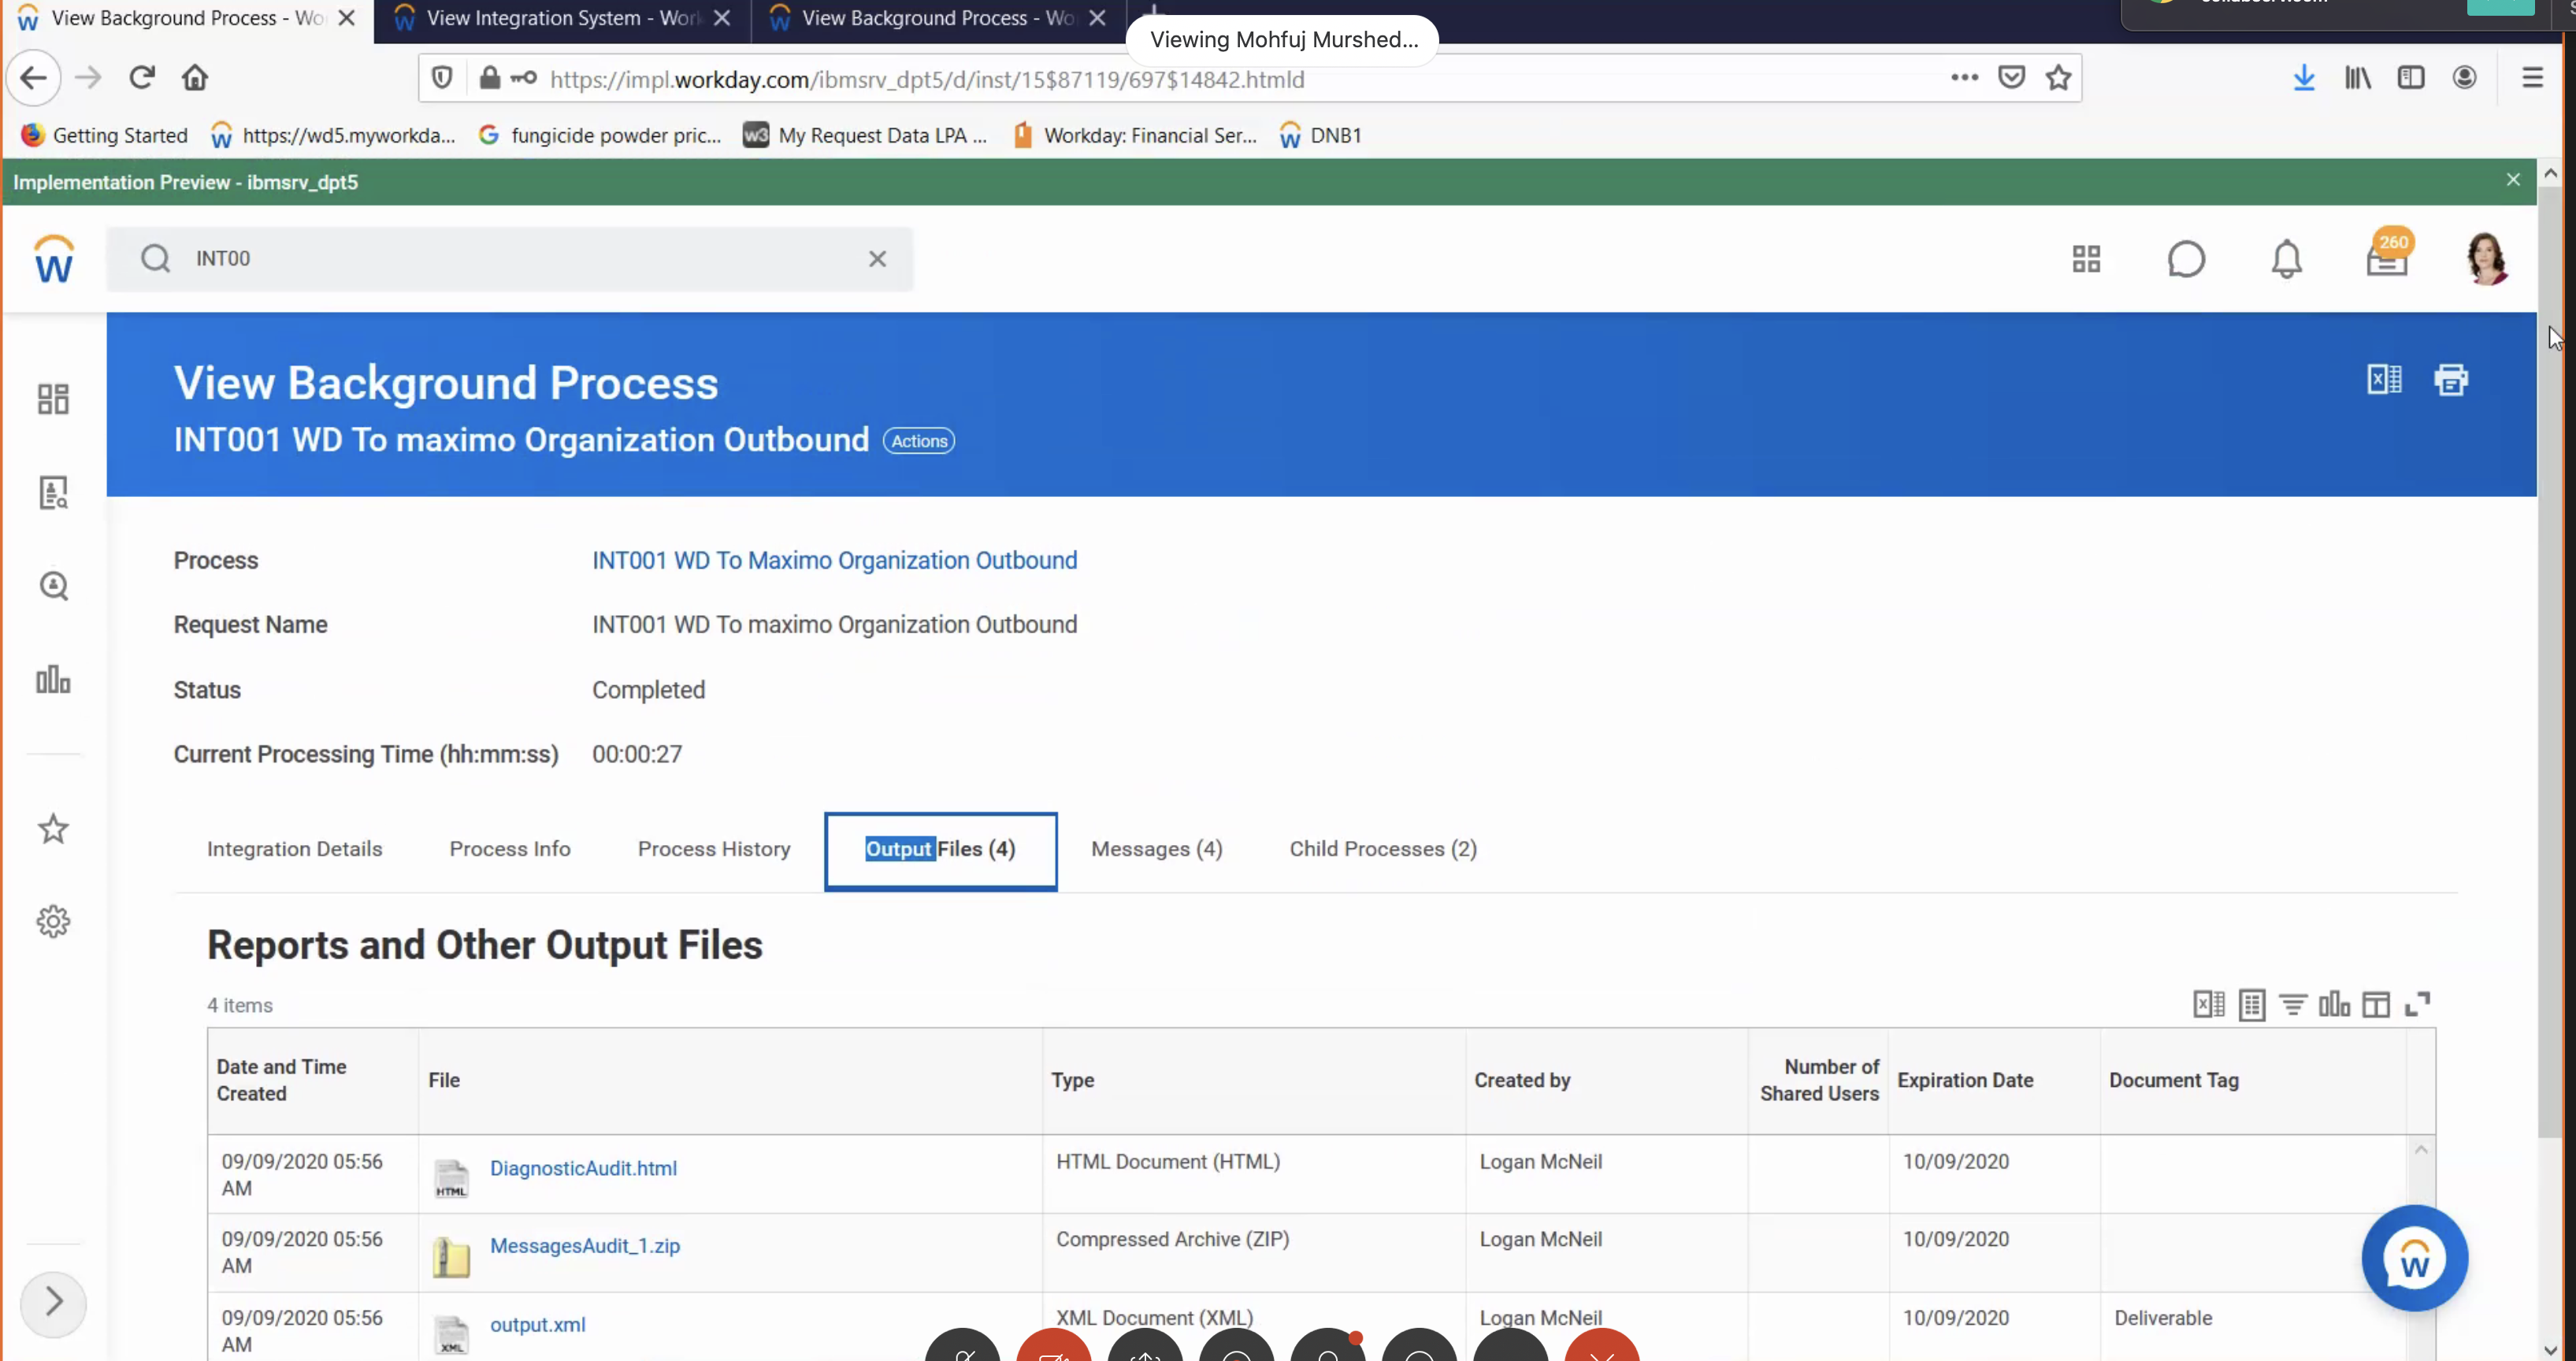 View Background Process - Wo
View Integration System - Work
View Background Process - Wo
Viewing Mohfuj Murshed...
https://impl.workday.com/ibmsrv_dpt5/d/inst/15$87119/697$14842.htmld
Getting Started
https://wd5.myworkda...
fungicide powder pric...
w3
My Request Data LPA ...
Workday: Financial Ser...
DNB1
Implementation Preview - ibmsrv_dpt5
INT00
260
View Background Process
INT001 WD To maximo Organization Outbound Actions
Process INT001 WD To Maximo Organization Outbound
Request Name INT001 WD To maximo Organization Outbound
Status Completed
Current Processing Time (hh:mm:ss) 00:00:27
Integration Details Process Info Process History Output Files (4) Messages (4) Child Processes (2)
Reports and Other Output Files
4 items
Date and Time
Created
File
Type
Created by
Number of
Shared Users
Expiration Date
Document Tag
09/09/2020 05:56
AM
HTML
DiagnosticAudit.html
HTML Document (HTML)
Logan McNeil
10/09/2020
09/09/2020 05:56
AM
MessagesAudit_1.zip
Compressed Archive (ZIP)
Logan McNeil
10/09/2020
09/09/2020 05:56
AM
XML
output.xml
XML Document (XML)
Logan McNeil
10/09/2020
Deliverable